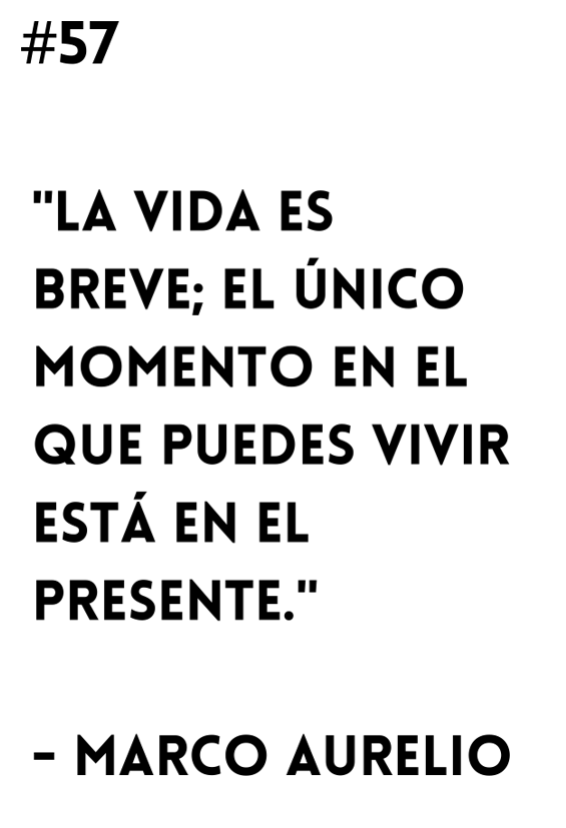 #57
"LA VIDA ES
BREVE; EL ÚNICO
MOMENTO EN EL
QUE PUEDES VIVIR
ESTÁ EN EL
PRESENTE."
- MARCO AURELIO